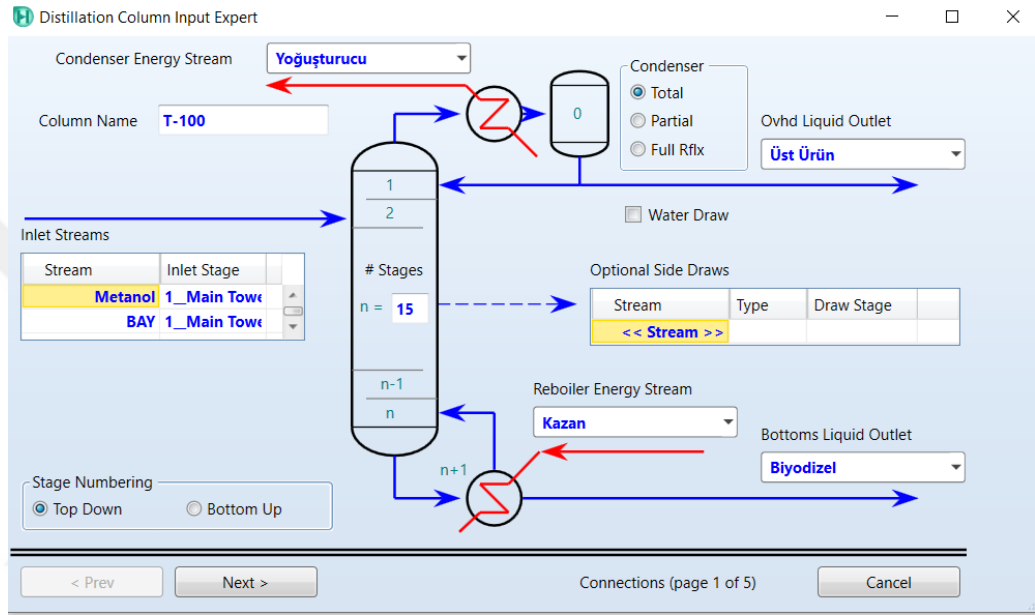 Distillation Column Input Expert
Condenser Energy Stream
Yoğuşturucu
Column Name
T-100
0
Condenser
Total
Partial
Full Rflx
Ovhd Liquid Outlet
Üst Ürün
Water Draw
1
2
Inlet Streams
Stream Inlet Stage
Metanol 1__Main Towe
BAY 1__Main Towe
# Stages
n = 15
Optional Side Draws
Stream Type Draw Stage
<< Stream >>
n-1
n
n+1
Reboiler Energy Stream
Kazan
Bottoms Liquid Outlet
Biyodizel
Stage Numbering
Top Down Bottom Up
< Prev Next > Connections (page 1 of 5) Cancel